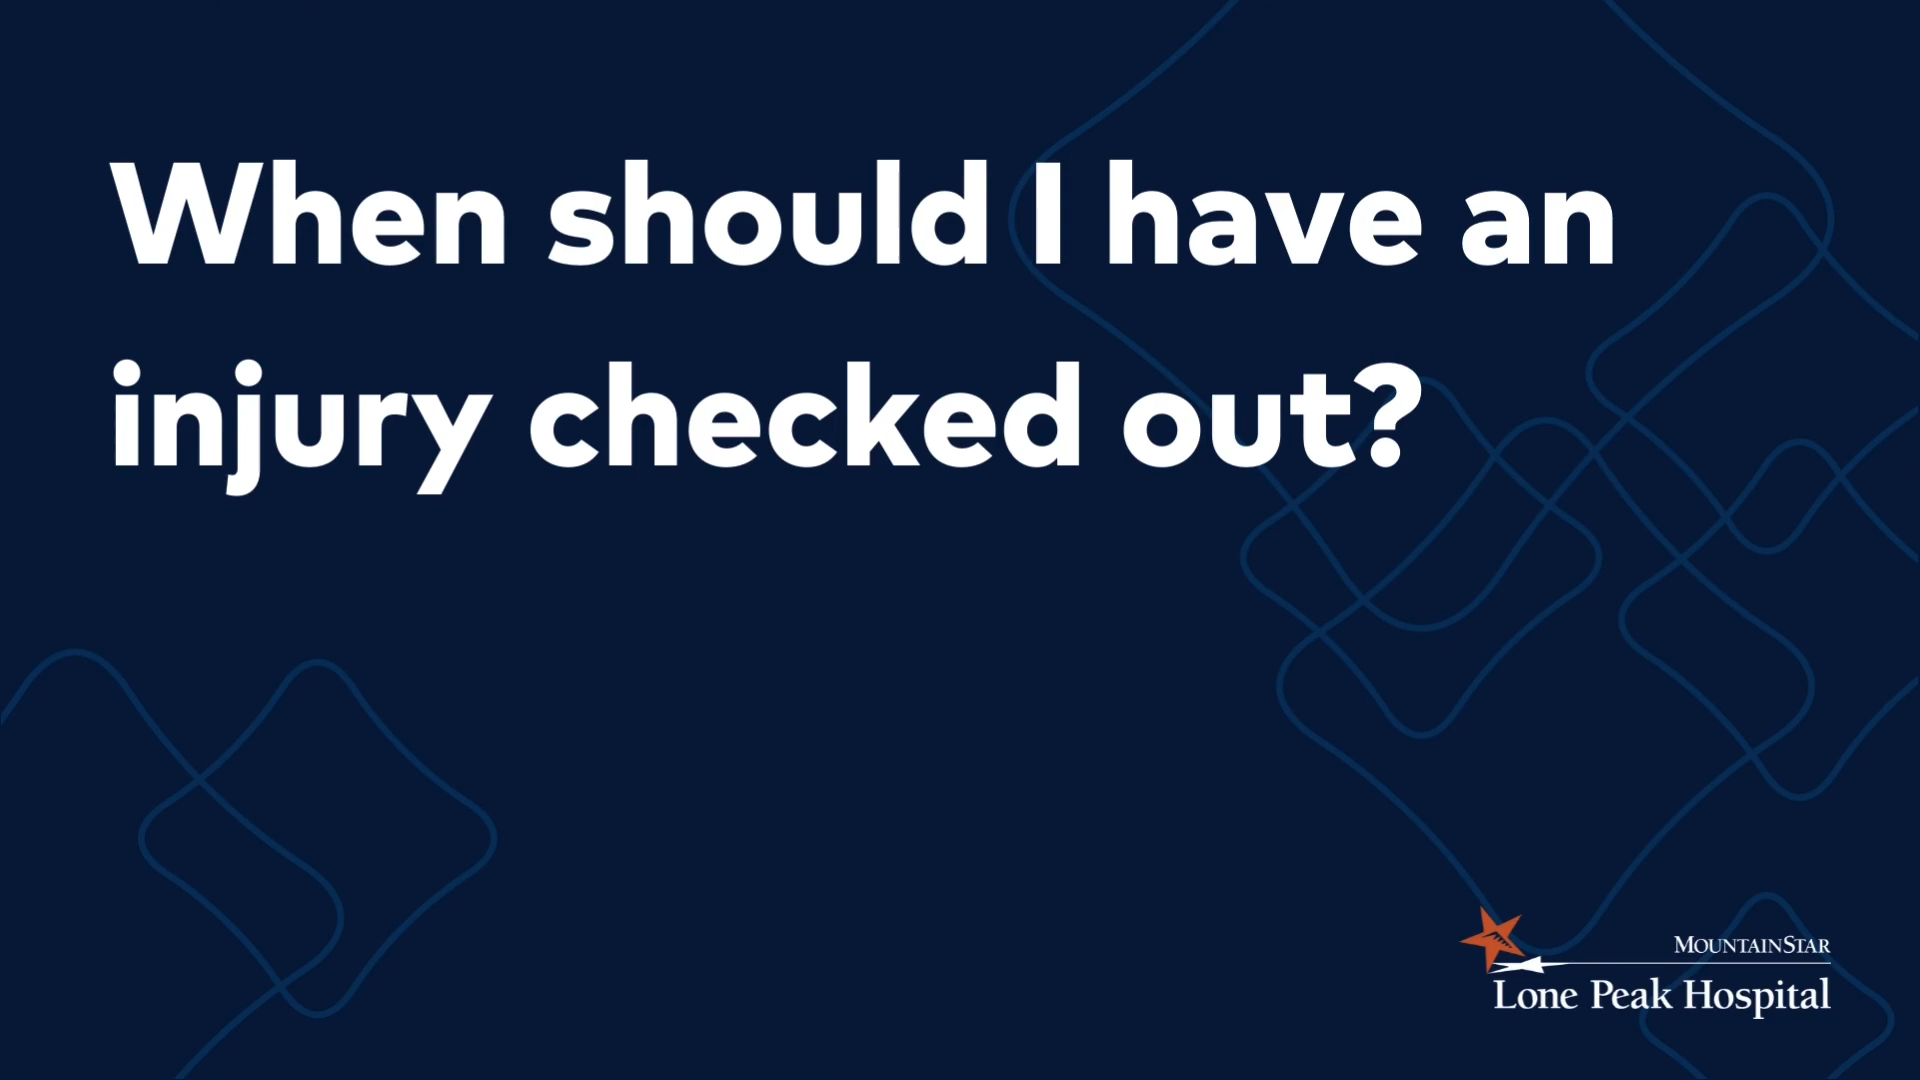 When should I have an
injury checked out?
MOUNTAINSTAR
Lone Peak Hospital